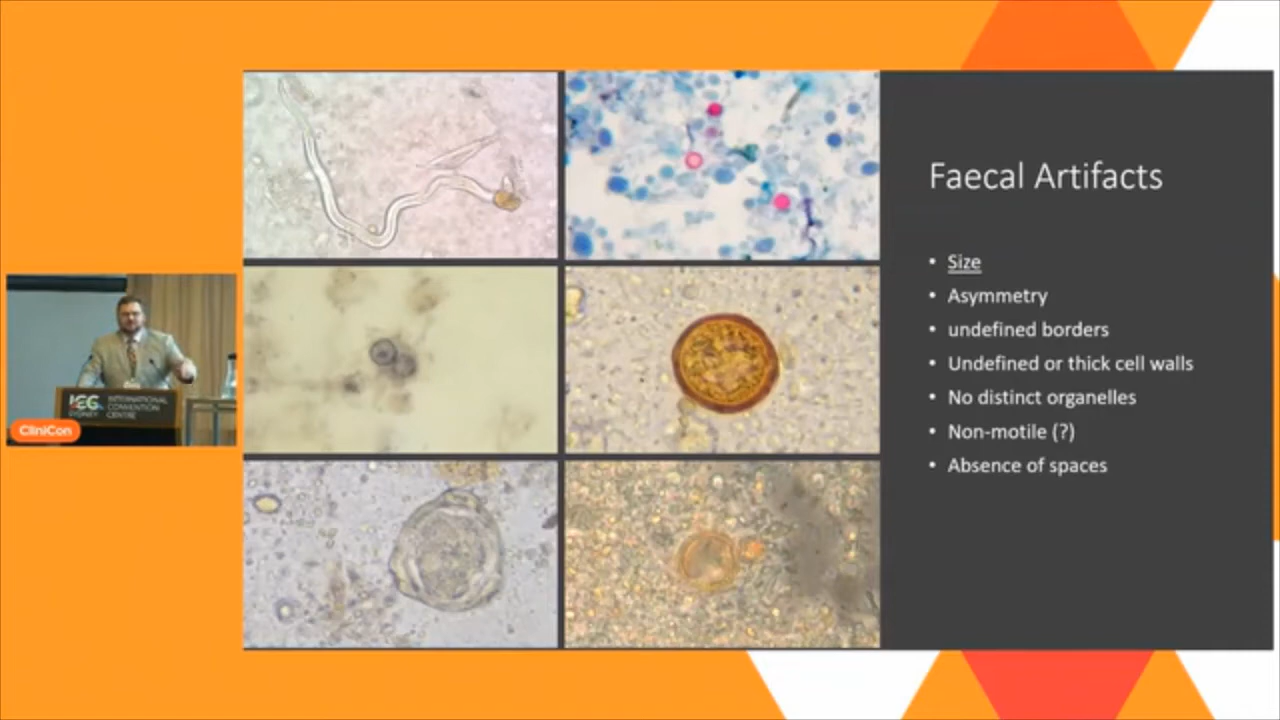 Faecal Artifacts
• Size
• Asymmetry
• undefined borders
• Undefined or thick cell walls
• No distinct organelles
• Non-motile (?)
• Absence of spaces
INTERNATIONAL
CONVENTION
CENTRE
SYDNEY
CliniCon